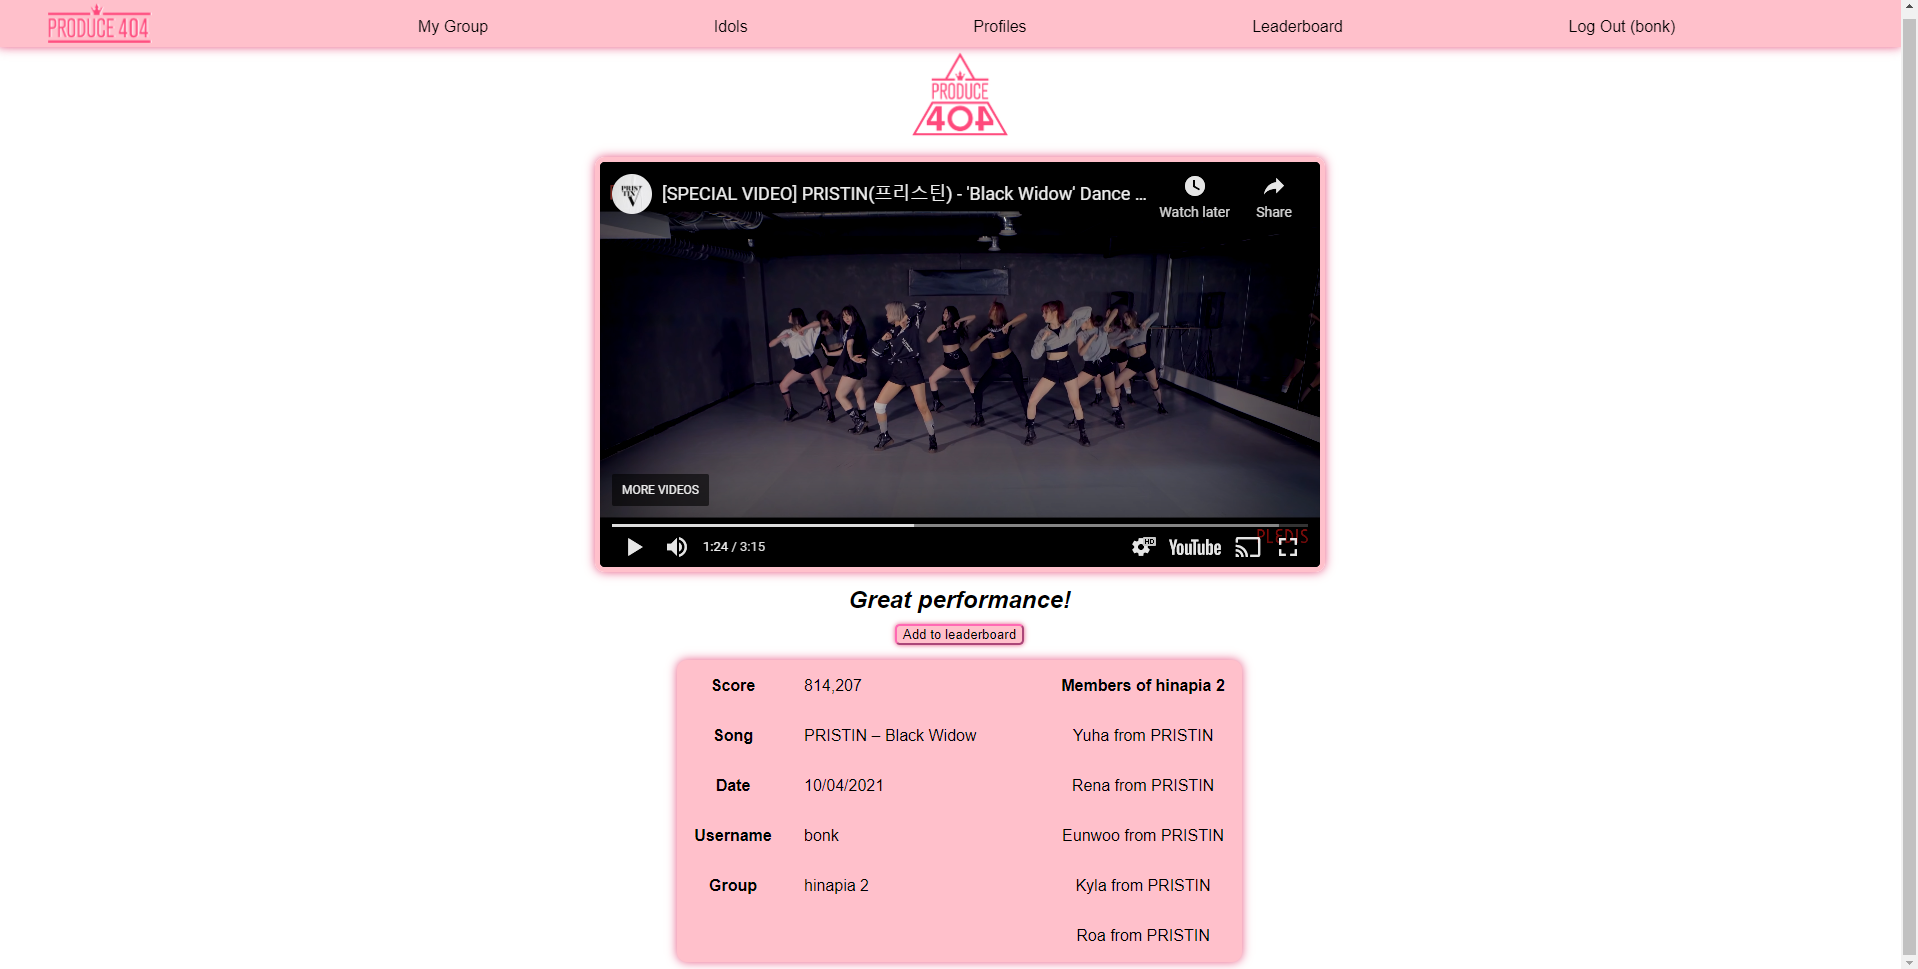 PRODUCE 404
My Group
Idols
Profiles
Leaderboard
Log Out (bonk)
PRODUCE
404
PRIS
TIN
V
[SPECIAL VIDEO] PRISTIN(프리스틴) - 'Black Widow' Dance ...
Watch later
Share
MORE VIDEOS
PLEDIS
1:24 / 3:15
HD
YouTube
Great performance!
Add to leaderboard
Score
814,207
Members of hinapia 2
Song
PRISTIN – Black Widow
Yuha from PRISTIN
Date
10/04/2021
Rena from PRISTIN
Username
bonk
Eunwoo from PRISTIN
Group
hinapia 2
Kyla from PRISTIN
Roa from PRISTIN